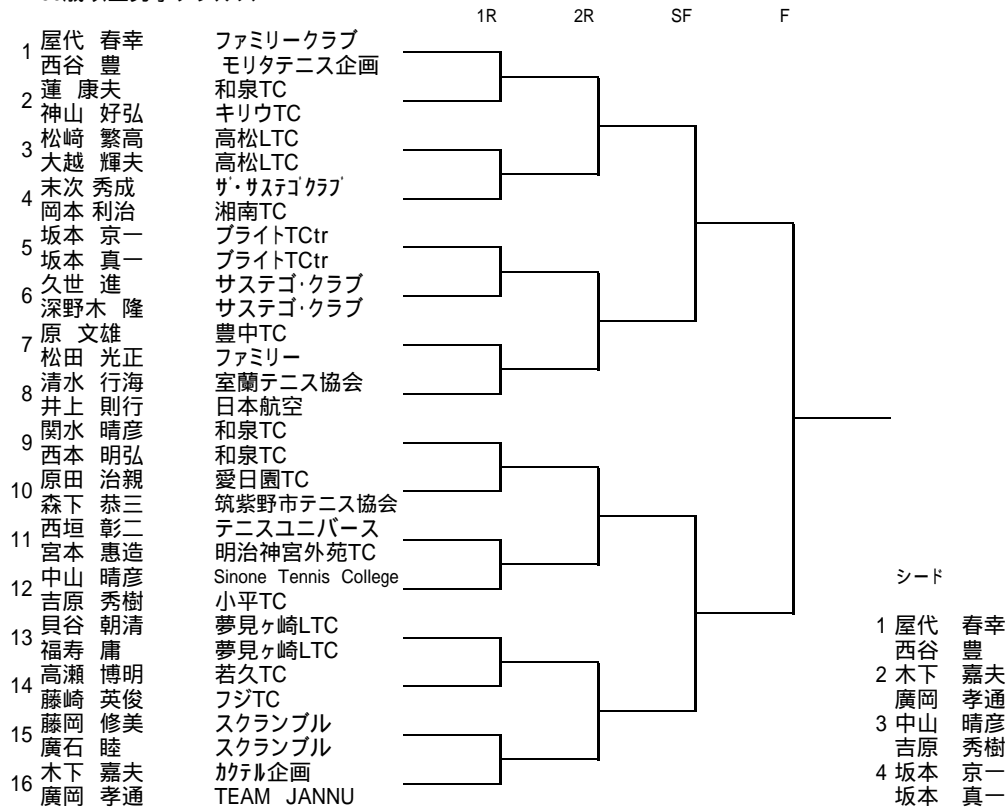 1R 2R SF F
1 屋代 春幸 ファミリークラブ
西谷 豊 モリタテニス企画
2 蓮 康夫 和泉TC
神山 好弘 キリウTC
3 松﨑 繁高 高松LTC
大越 輝夫 高松LTC
4 末次 秀成 ザ・サステゴクラブ
岡本 利治 湘南TC
5 坂本 京一 ブライトTCtr
坂本 真一 ブライトTCtr
6 久世 進 サステゴ・クラブ
深野木 隆 サステゴ・クラブ
7 原 文雄 豊中TC
松田 光正 ファミリー
8 清水 行海 室蘭テニス協会
井上 則行 日本航空
9 関水 晴彦 和泉TC
西本 明弘 和泉TC
10 原田 治親 愛日園TC
森下 恭三 筑紫野市テニス協会
11 西垣 彰二 テニスユニバース
宮本 惠造 明治神宮外苑TC
12 中山 晴彦 Sinone Tennis College
吉原 秀樹 小平TC
13 貝谷 朝清 夢見ヶ崎LTC
福寿 庸 夢見ヶ崎LTC
14 高瀬 博明 若久TC
藤崎 英俊 フジTC
15 藤岡 修美 スクランブル
廣石 睦 スクランブル
16 木下 嘉夫 カクテル企画
廣岡 孝通 TEAM JANNU
シード
1 屋代 春幸
西谷 豊
2 木下 嘉夫
廣岡 孝通
3 中山 晴彦
吉原 秀樹
4 坂本 京一
坂本 真一